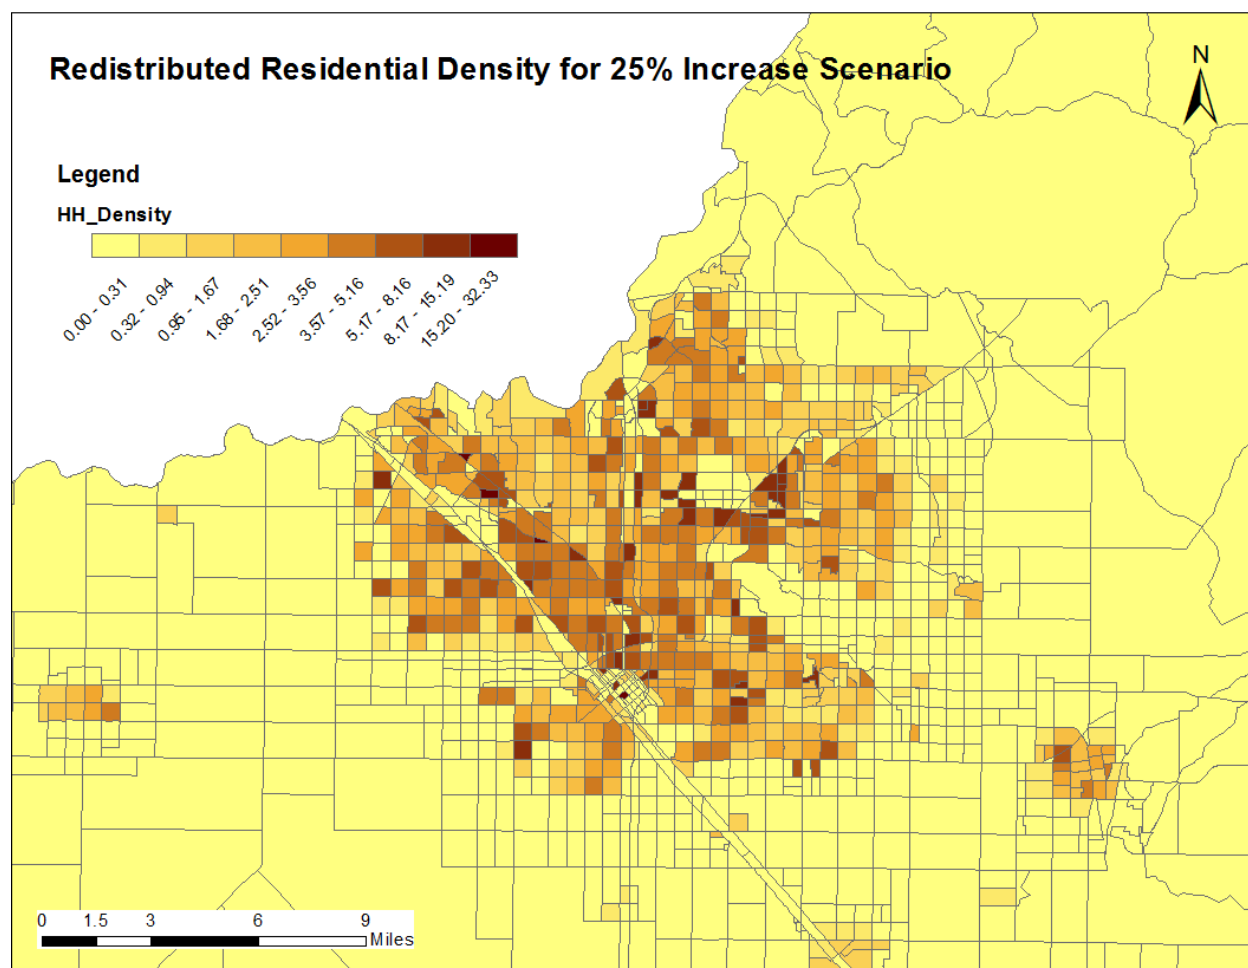 Redistributed Residential Density for 25% Increase Scenario
N
Legend
HH_Density
0.00 - 0.31
0.32 - 0.94
0.95 - 1.67
1.68 - 2.51
2.52 - 3.56
3.57 - 5.16
5.17 - 8.16
8.17 - 15.19
15.20 - 32.33
0 1.5 3 6 9
Miles